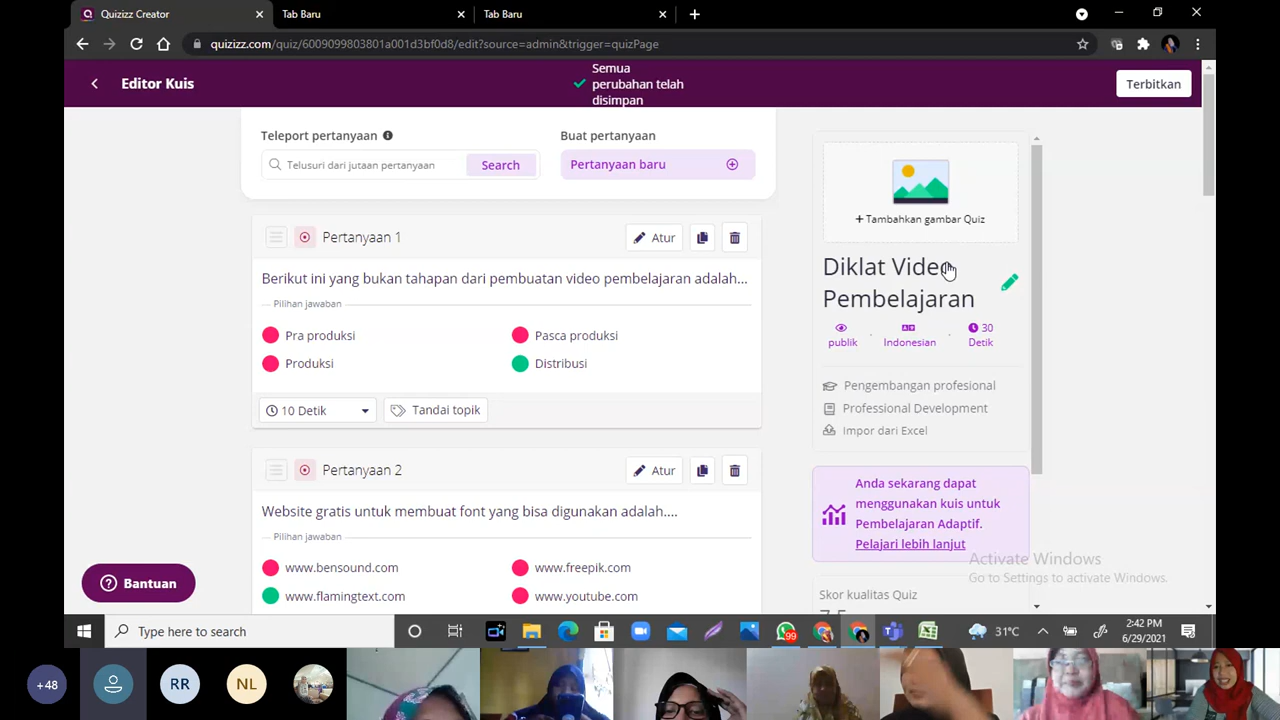 Quizizz Creator
Tab Baru
Tab Baru
quizizz.com/quiz/6009099803801a001d3bf0d8/edit?source=admin&trigger=quizPage
Editor Kuis
Semua
perubahan telah
disimpan
Terbitkan
Teleport pertanyaan
Buat pertanyaan
Telusuri dari jutaan pertanyaan
Search
Pertanyaan baru
+ Tambahkan gambar Quiz
Pertanyaan 1
Atur
Berikut ini yang bukan tahapan dari pembuatan video pembelajaran adalah...
Pilihan jawaban
Pra produksi
Pasca produksi
Produksi
Distribusi
10 Detik
Tandai topik
Pertanyaan 2
Atur
Website gratis untuk membuat font yang bisa digunakan adalah....
Pilihan jawaban
www.bensound.com
www.freepik.com
www.flamingtext.com
www.youtube.com
Diklat Video
Pembelajaran
publik
Indonesian
30
Detik
Pengembangan profesional
Professional Development
Impor dari Excel
Anda sekarang dapat
menggunakan kuis untuk
Pembelajaran Adaptif.
Pelajari lebih lanjut
Skor kualitas Quiz
Bantuan
Activate Windows
Go to Settings to activate Windows.
Type here to search
99
31°C
2:42 PM
6/29/2021
+48
RR
NL